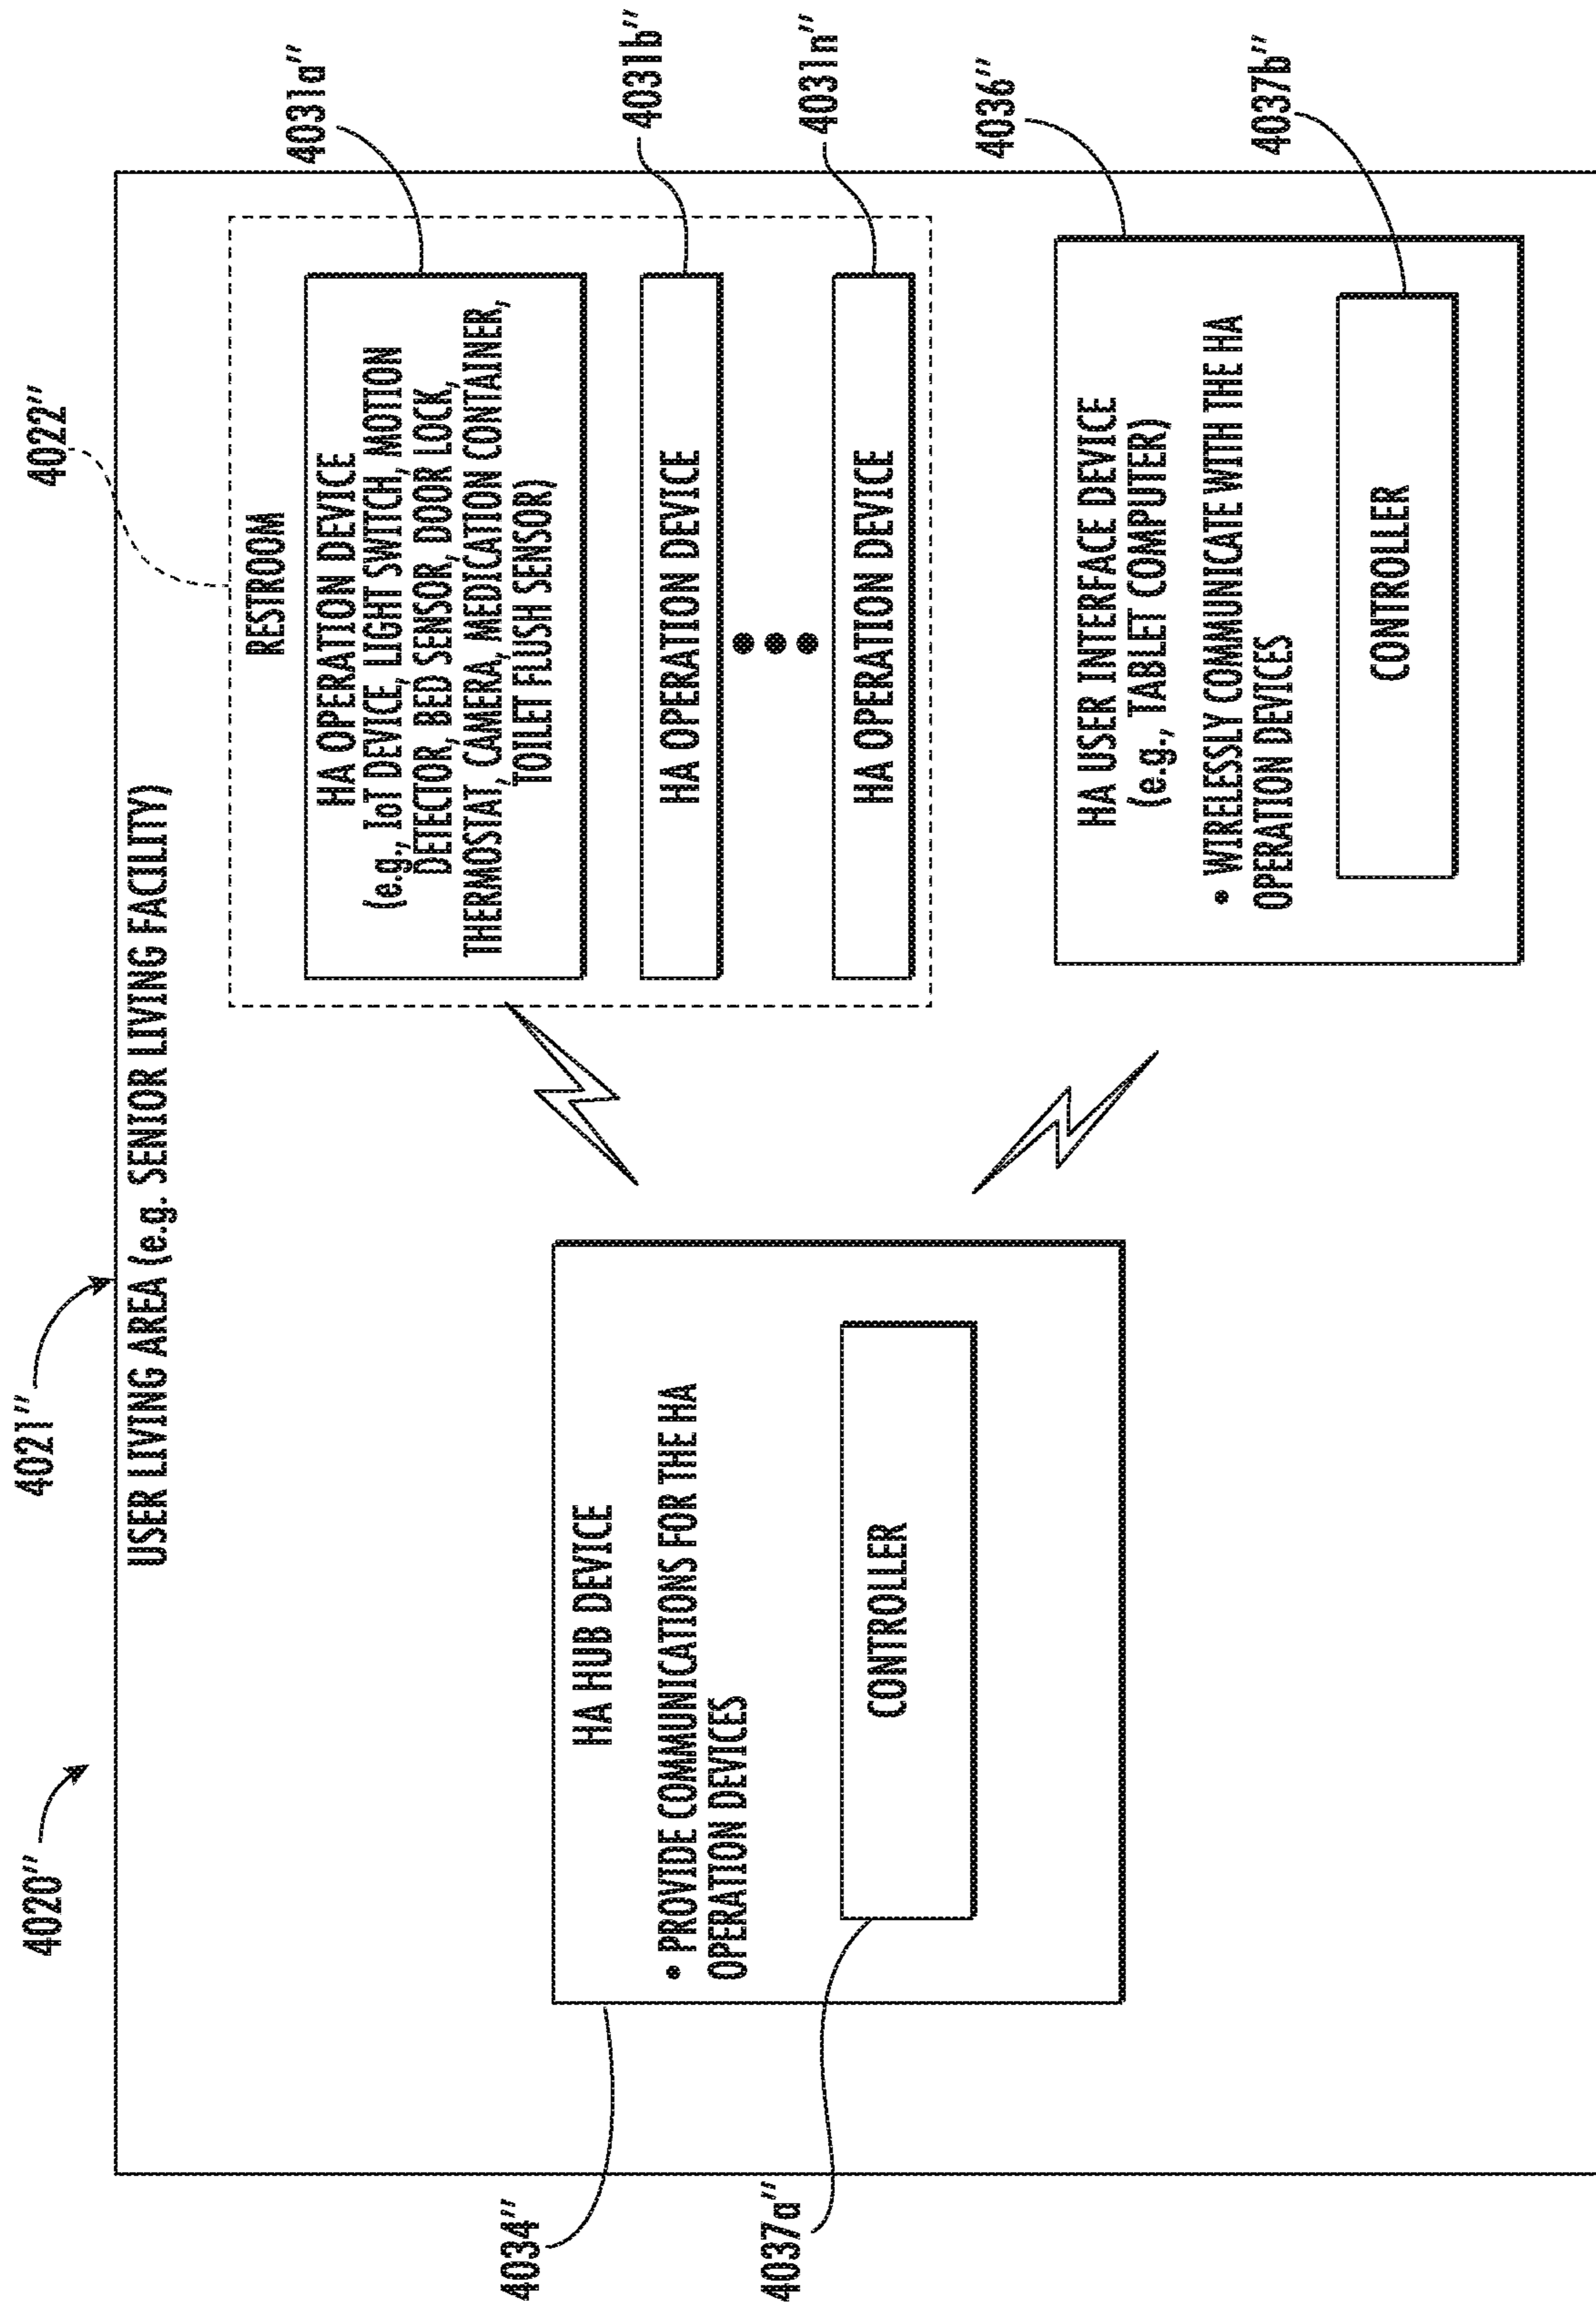 4020''
4021''
4022''
USER LIVING AREA (e.g. SENIOR LIVING FACILITY)
RESTROOM
HA OPERATION DEVICE
(e.g., IoT DEVICE, LIGHT SWITCH, MOTION
DETECTOR, BED SENSOR, DOOR LOCK,
THERMOSTAT, CAMERA, MEDICATION CONTAINER,
TOILET FLUSH SENSOR)
4031a''
HA OPERATION DEVICE
4031b''
HA OPERATION DEVICE
4031n''
HA HUB DEVICE
• PROVIDE COMMUNICATIONS FOR THE HA
OPERATION DEVICES
CONTROLLER
4034''
4037a''
HA USER INTERFACE DEVICE
(e.g., TABLET COMPUTER)
• WIRELESSLY COMMUNICATE WITH THE HA
OPERATION DEVICES
CONTROLLER
4036''
4037b''